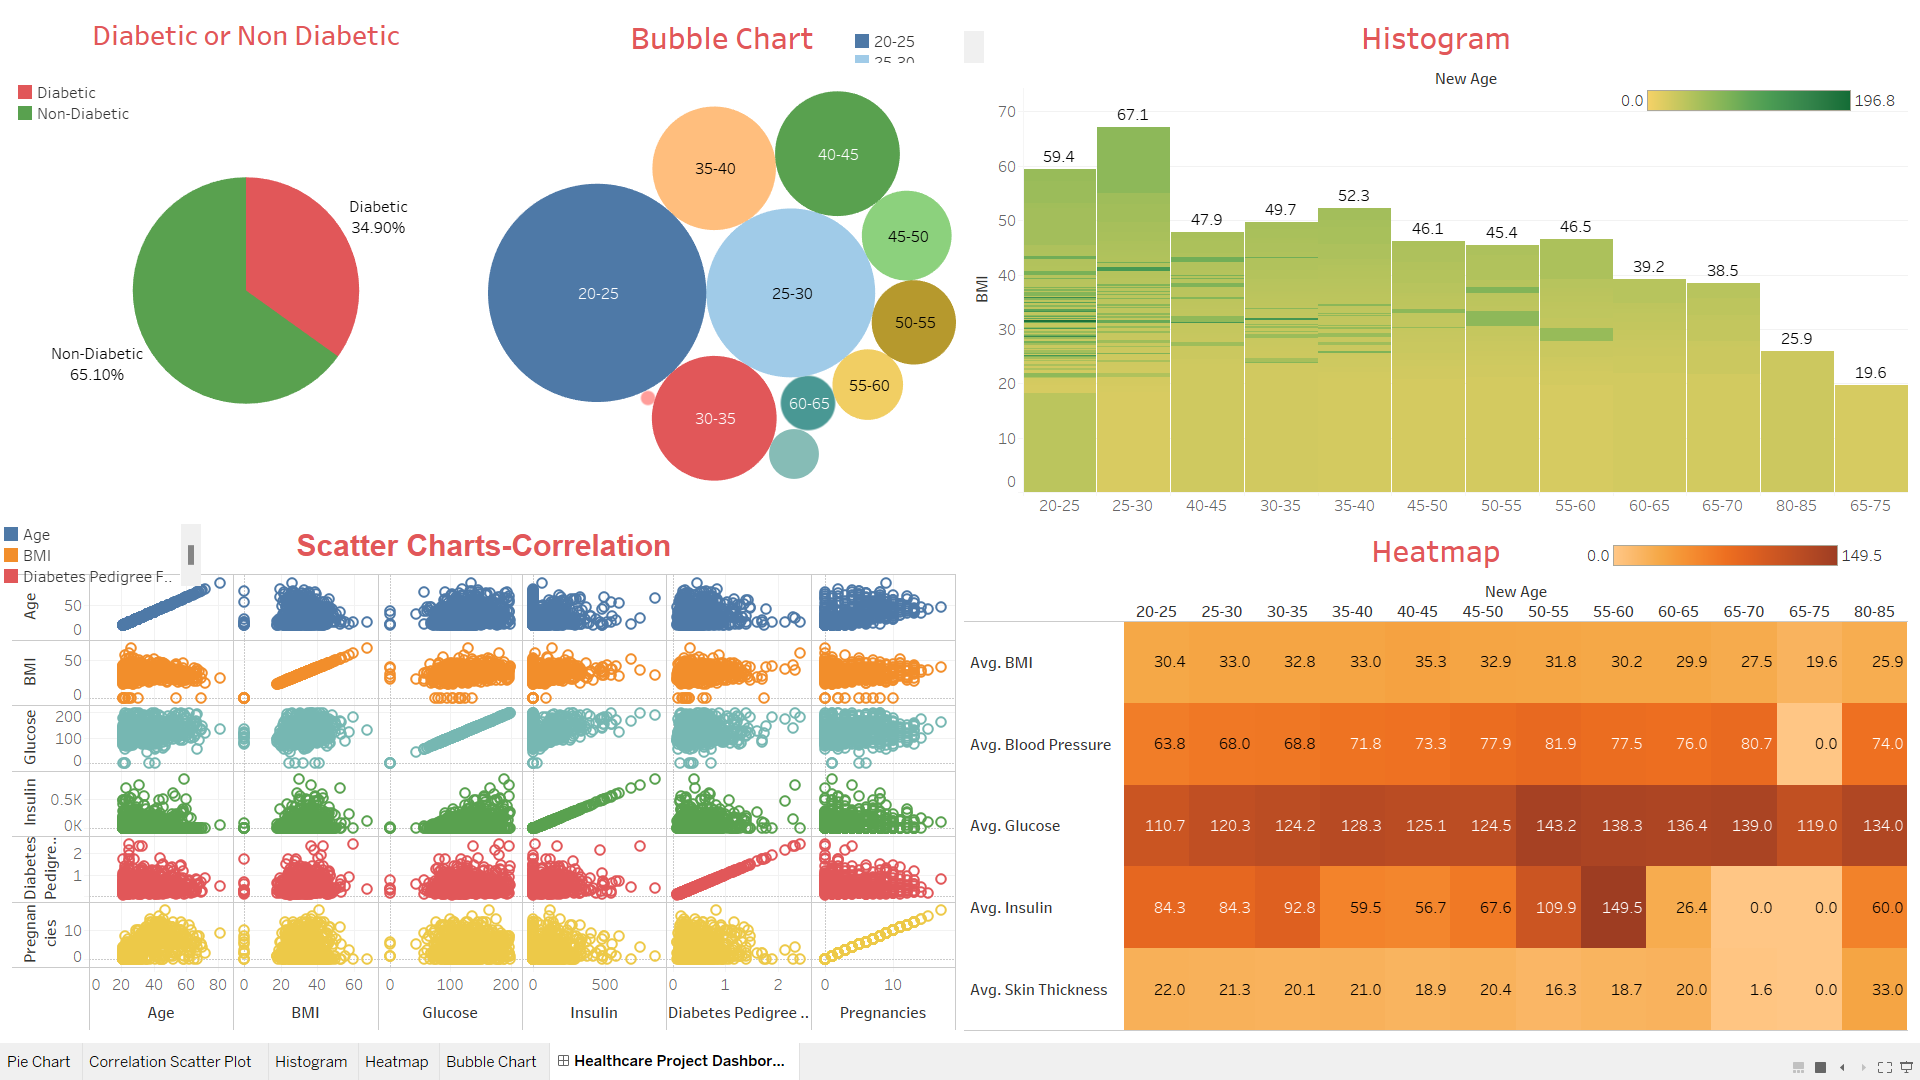 Diabetic or Non Diabetic
Diabetic
Non-Diabetic
Diabetic
34.90%
Non-Diabetic
65.10%
Bubble Chart
20-25
25-30
35-40
40-45
45-50
20-25
25-30
50-55
55-60
60-65
30-35
Histogram
New Age
0.0 196.8
BMI
70
60
50
40
30
20
10
0
59.4
67.1
47.9
49.7
52.3
46.1
45.4
46.5
39.2
38.5
25.9
19.6
20-25 25-30 40-45 30-35 35-40 45-50 50-55 55-60 60-65 65-70 80-85 65-75
Scatter Charts-Correlation
Age
BMI
Diabetes Pedigree F..
Age
50
0
BMI
50
0
Glucose
200
100
0
Insulin
0.5K
0K
Diabetes
Pedigre..
2
1
Pregnan
cies
10
0
0 20 40 60 80 0 20 40 60 0 100 200 0 500 0 1 2 0 10
Age BMI Glucose Insulin Diabetes Pedigree .. Pregnancies
Heatmap
0.0 149.5
New Age
20-25 25-30 30-35 35-40 40-45 45-50 50-55 55-60 60-65 65-70 65-75 80-85
Avg. BMI 30.4 33.0 32.8 33.0 35.3 32.9 31.8 30.2 29.9 27.5 19.6 25.9
Avg. Blood Pressure 63.8 68.0 68.8 71.8 73.3 77.9 81.9 77.5 76.0 80.7 0.0 74.0
Avg. Glucose 110.7 120.3 124.2 128.3 125.1 124.5 143.2 138.3 136.4 139.0 119.0 134.0
Avg. Insulin 84.3 84.3 92.8 59.5 56.7 67.6 109.9 149.5 26.4 0.0 0.0 60.0
Avg. Skin Thickness 22.0 21.3 20.1 21.0 18.9 20.4 16.3 18.7 20.0 1.6 0.0 33.0
Pie Chart Correlation Scatter Plot Histogram Heatmap Bubble Chart Healthcare Project Dashbor...